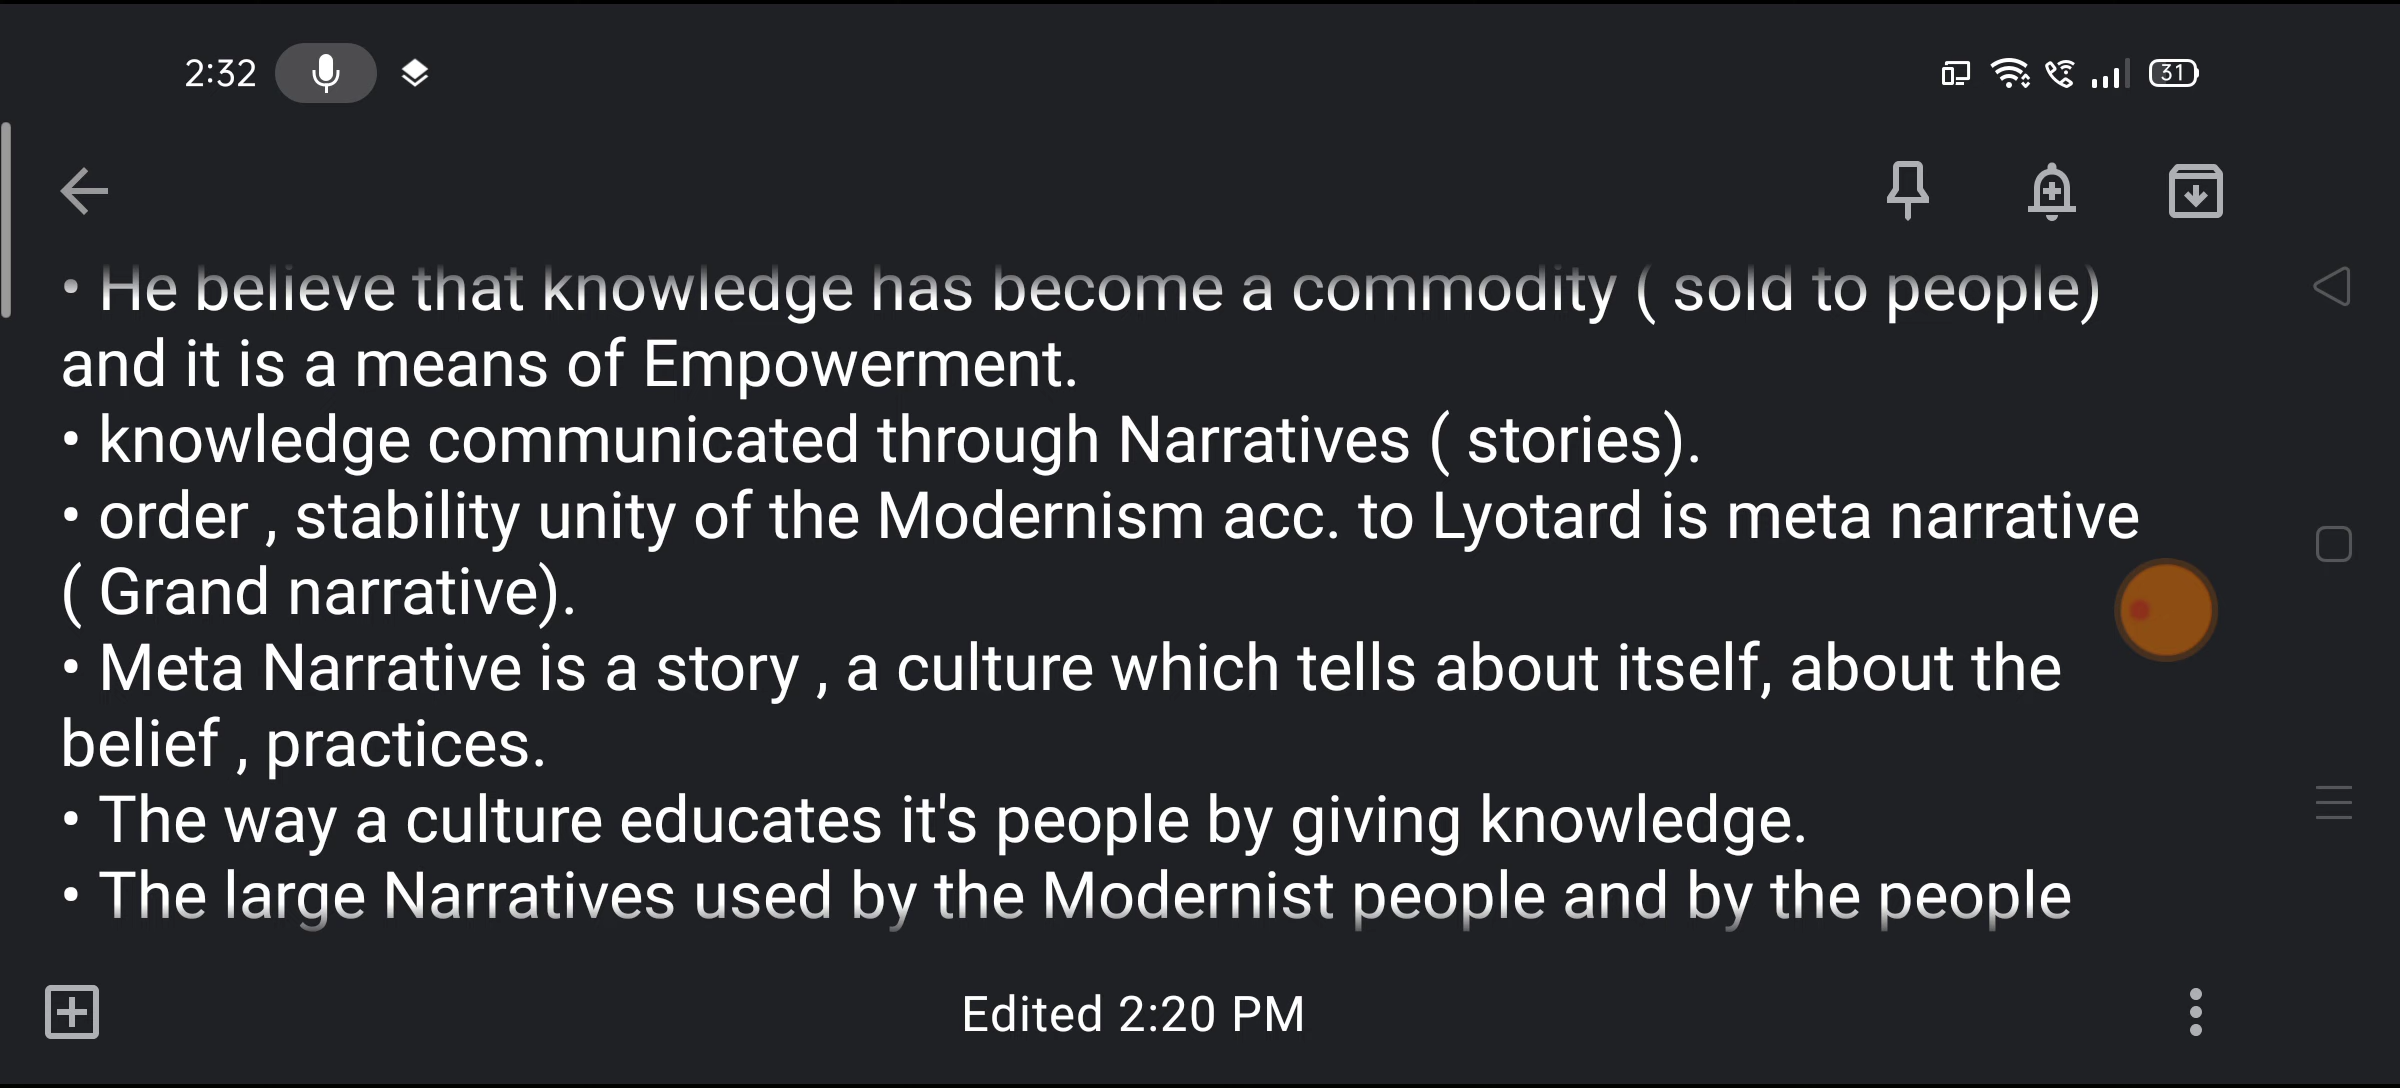 2:32
31
• He believe that knowledge has become a commodity ( sold to people)
and it is a means of Empowerment.
• knowledge communicated through Narratives ( stories).
• order , stability unity of the Modernism acc. to Lyotard is meta narrative
( Grand narrative).
• Meta Narrative is a story , a culture which tells about itself, about the
belief , practices.
• The way a culture educates it's people by giving knowledge.
• The large Narratives used by the Modernist people and by the people
Edited 2:20 PM